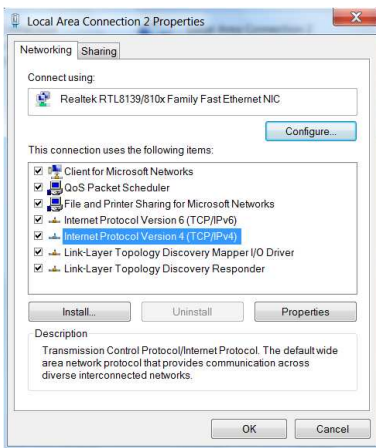 Local Area Connection 2 Properties
Networking Sharing
Connect using:
Realtek RTL8139/810x Family Fast Ethernet NIC
Configure...
This connection uses the following items:
Client for Microsoft Networks
QoS Packet Scheduler
File and Printer Sharing for Microsoft Networks
Internet Protocol Version 6 (TCP/IPv6)
Internet Protocol Version 4 (TCP/IPv4)
Link-Layer Topology Discovery Mapper I/O Driver
Link-Layer Topology Discovery Responder
Install... Uninstall Properties
Description
Transmission Control Protocol/Internet Protocol. The default wide
area network protocol that provides communication across
diverse interconnected networks.
OK Cancel